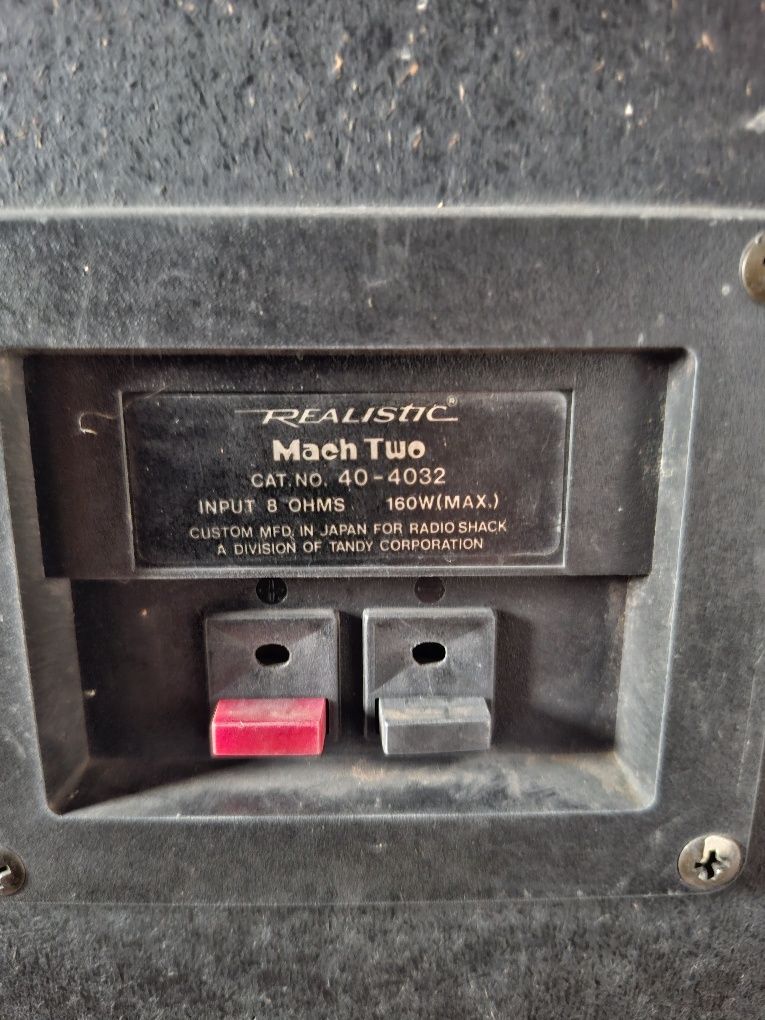 REALISTIC®
Mach Two
CAT. NO. 40-4032
INPUT 8 OHMS 160W(MAX.)
CUSTOM MFD. IN JAPAN FOR RADIO SHACK
A DIVISION OF TANDY CORPORATION